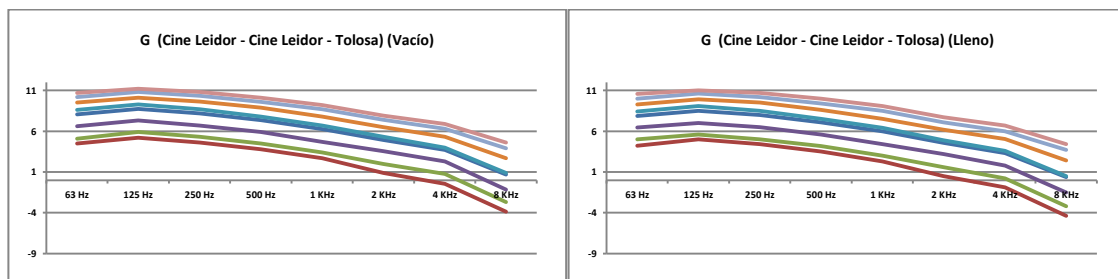 G (Cine Leidor - Cine Leidor - Tolosa) (Vacío)
11
6
1
-4
-9
63 Hz 125 Hz 250 Hz 500 Hz 1 KHz 2 KHz 4 KHz 8 KHz
G (Cine Leidor - Cine Leidor - Tolosa) (Lleno)
11
6
1
-4
-9
63 Hz 125 Hz 250 Hz 500 Hz 1 KHz 2 KHz 4 KHz 8 KHz